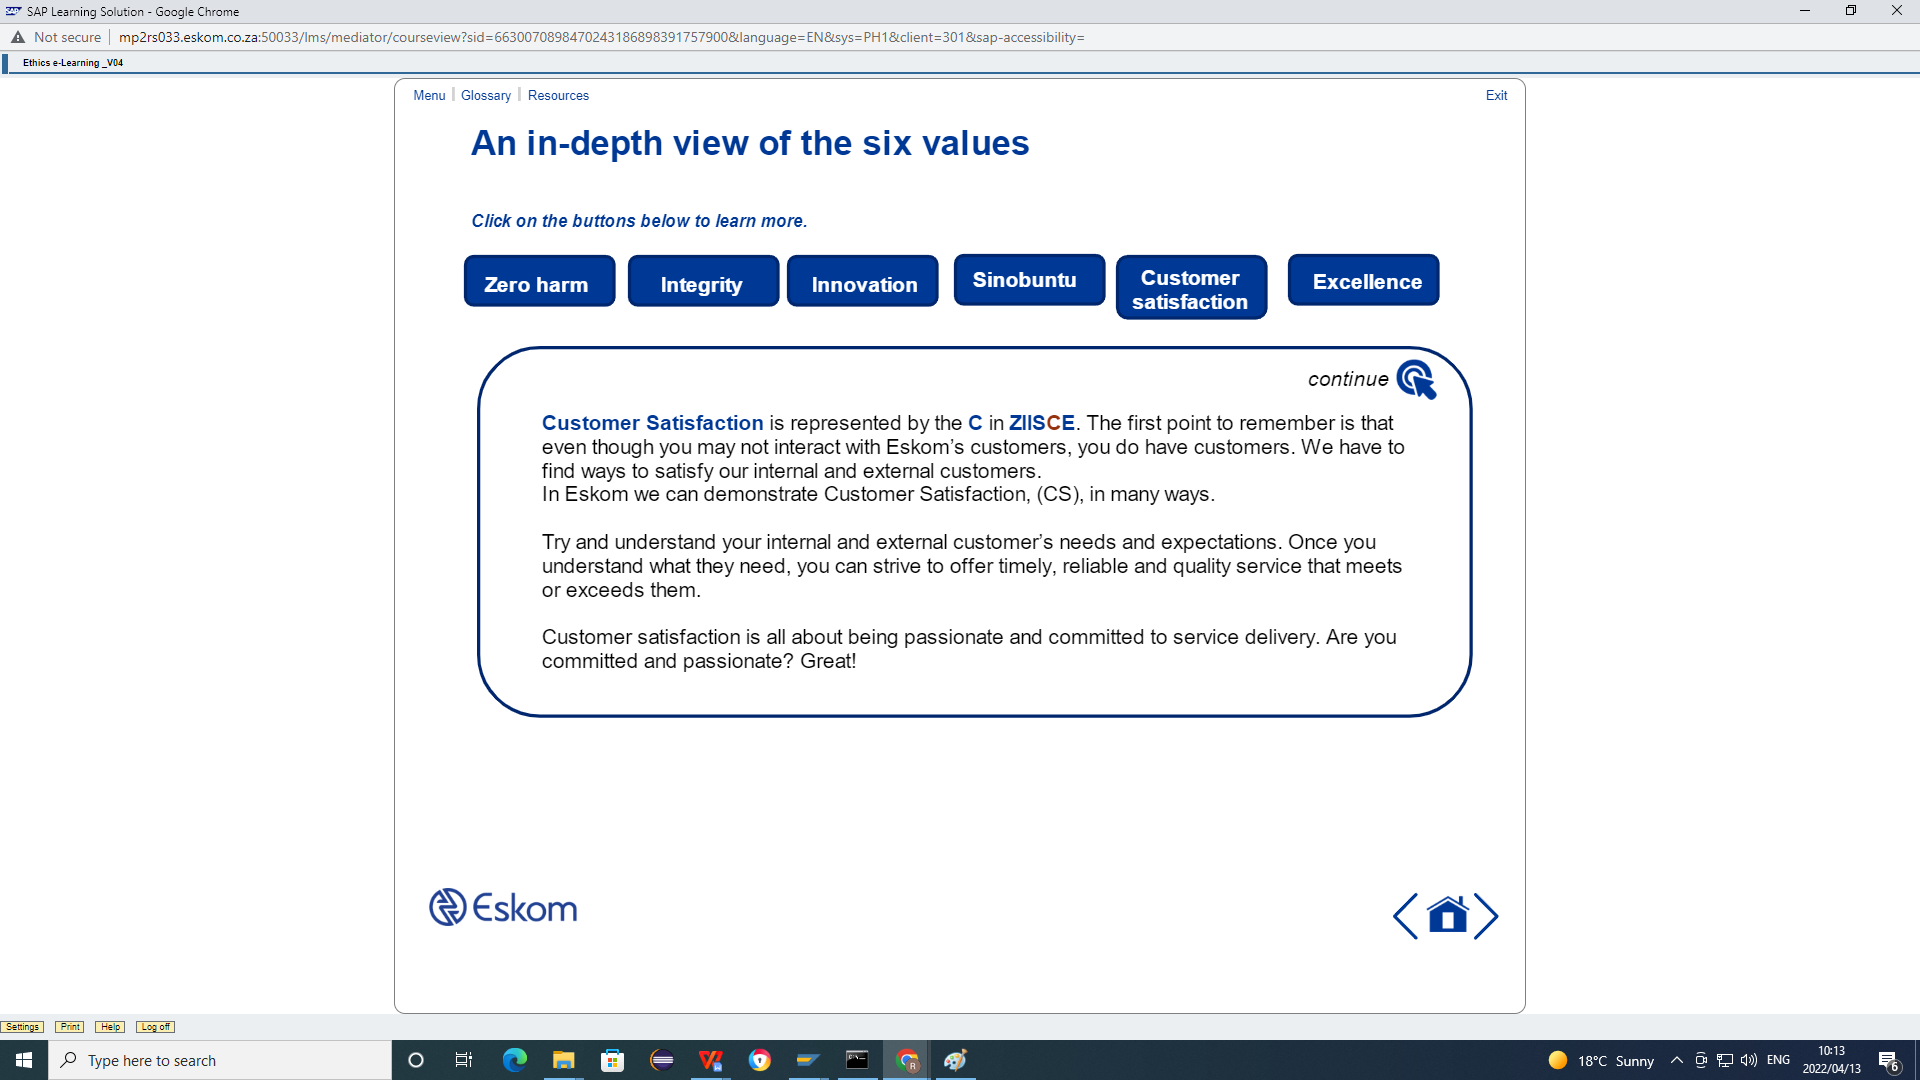 SAP Learning Solution - Google Chrome
Not secure
mp2rs033.eskom.co.za:50033/lms/mediator/courseview?sid=66300708984702431868983917579​00&language=EN&sys=PH1&client=301&sap-accessibility=
Ethics e-Learning _V04
Menu
Glossary
Resources
Exit
An in-depth view of the six values
Click on the buttons below to learn more.
Zero harm
Integrity
Innovation
Sinobuntu
Customer
satisfaction
Excellence
continue
Customer Satisfaction is represented by the C in ZIISCE. The first point to remember is that
even though you may not interact with Eskom's customers, you do have customers. We have to
find ways to satisfy our internal and external customers.
In Eskom we can demonstrate Customer Satisfaction, (CS), in many ways.
Try and understand your internal and external customer's needs and expectations. Once you
understand what they need, you can strive to offer timely, reliable and quality service that meets
or exceeds them.
Customer satisfaction is all about being passionate and committed to service delivery. Are you
committed and passionate? Great!
Eskom
Settings
Print
Help
Log off
Type here to search
18°C Sunny
ENG
10:13
2022/04/13
6